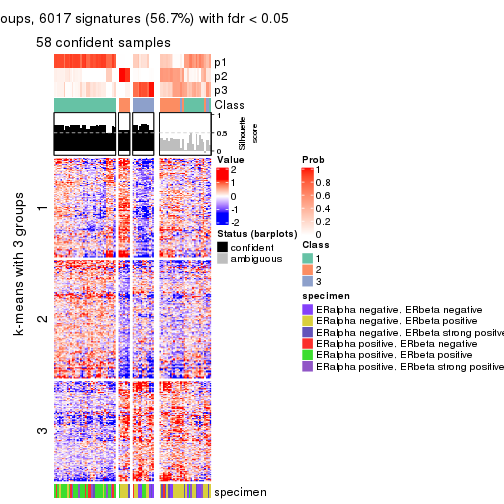 oups, 6017 signatures (56.7%) with fdr < 0.05
58 confident samples
p1
p2
p3
Class
1
0.5
0
Silhouette
score
k-means with 3 groups
1
2
3
Value
2
1
0
-1
-2
Status (barplots)
confident
ambiguous
Prob
1
0.8
0.6
0.4
0.2
0
Class
1
2
3
specimen
ERalpha negative, ERbeta negative
ERalpha negative, ERbeta positive
ERalpha negative, ERbeta strong positive
ERalpha positive, ERbeta negative
ERalpha positive, ERbeta positive
ERalpha positive, ERbeta strong positive
specimen